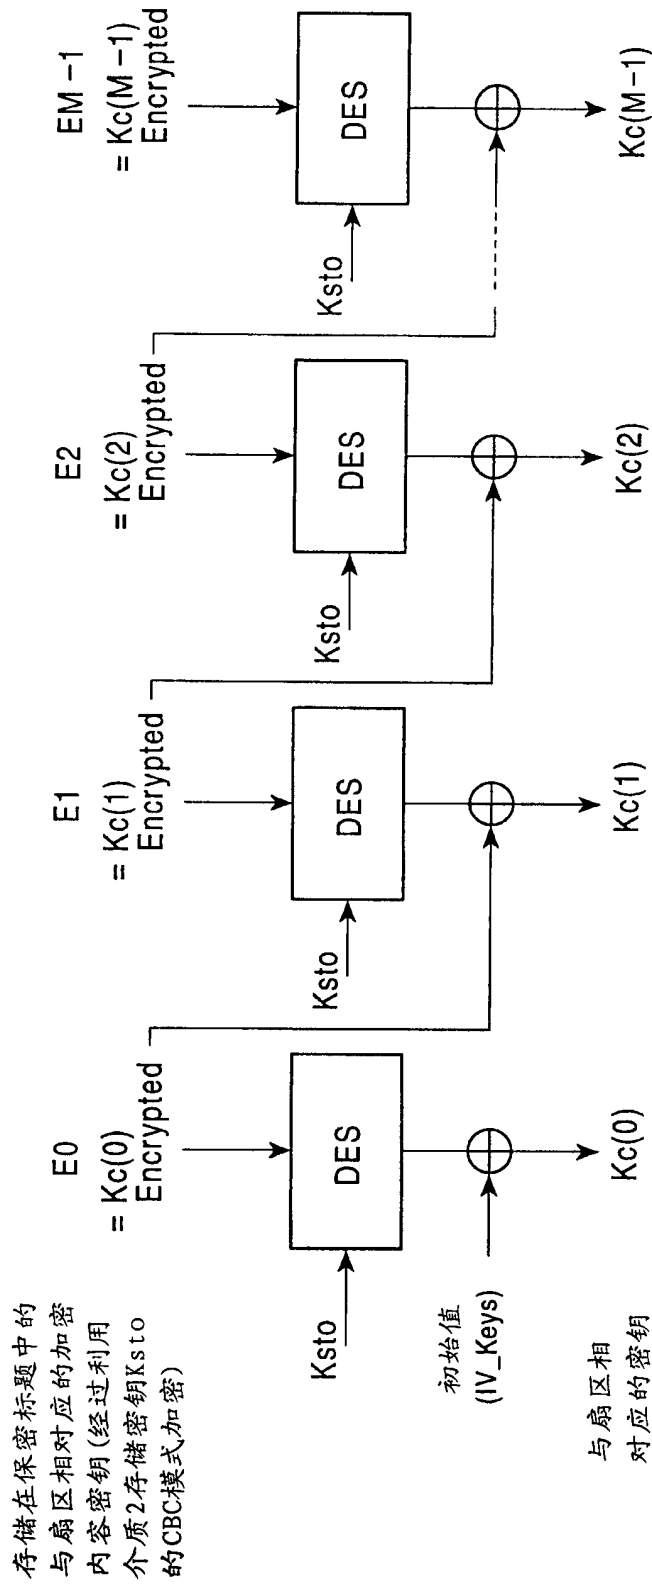 存储在保密标题中的
与扇区相对应的加密
内容密钥(经过利用
介质2存储密钥Ksto
的CBC模式加密)
E0
= Kc(0)
Encrypted
E1
= Kc(1)
Encrypted
E2
= Kc(2)
Encrypted
EM-1
= Kc(M-1)
Encrypted
Ksto
DES
Ksto
DES
Ksto
DES
Ksto
DES
初始值
(IV_Keys)
与扇区相
对应的密钥
Kc(0)
Kc(1)
Kc(2)
Kc(M-1)